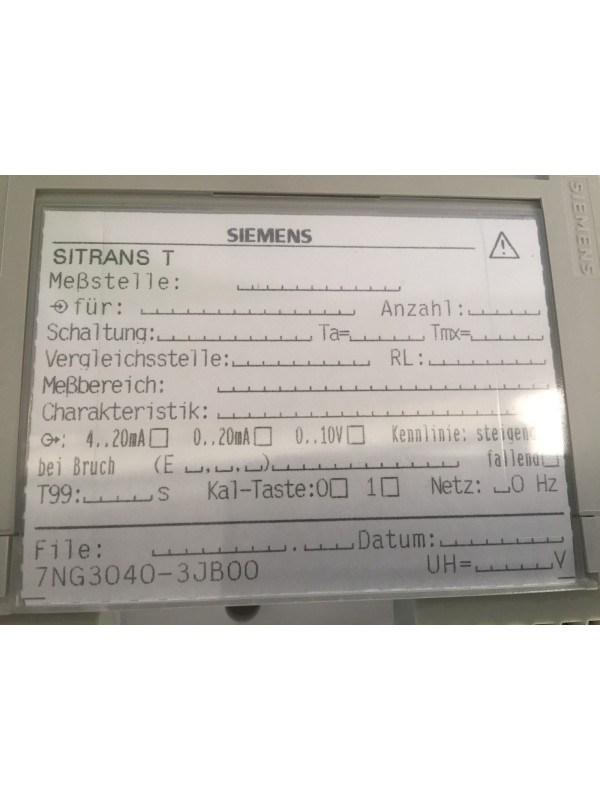 SIEMENS
SIEMENS
SITRANS T
Meßstelle:
für: Anzahl:
Schaltung: Ta= Tmx=
Vergleichsstelle: RL:
Meßbereich:
Charakteristik:
: 4..20mA 0..20mA 0..10V Kennlinie: steigend
bei Bruch (E , , ) fallend
T99: s Kal-Taste:0 1 Netz: 0 Hz
File: . Datum:
7NG3040-3JB00 UH= V